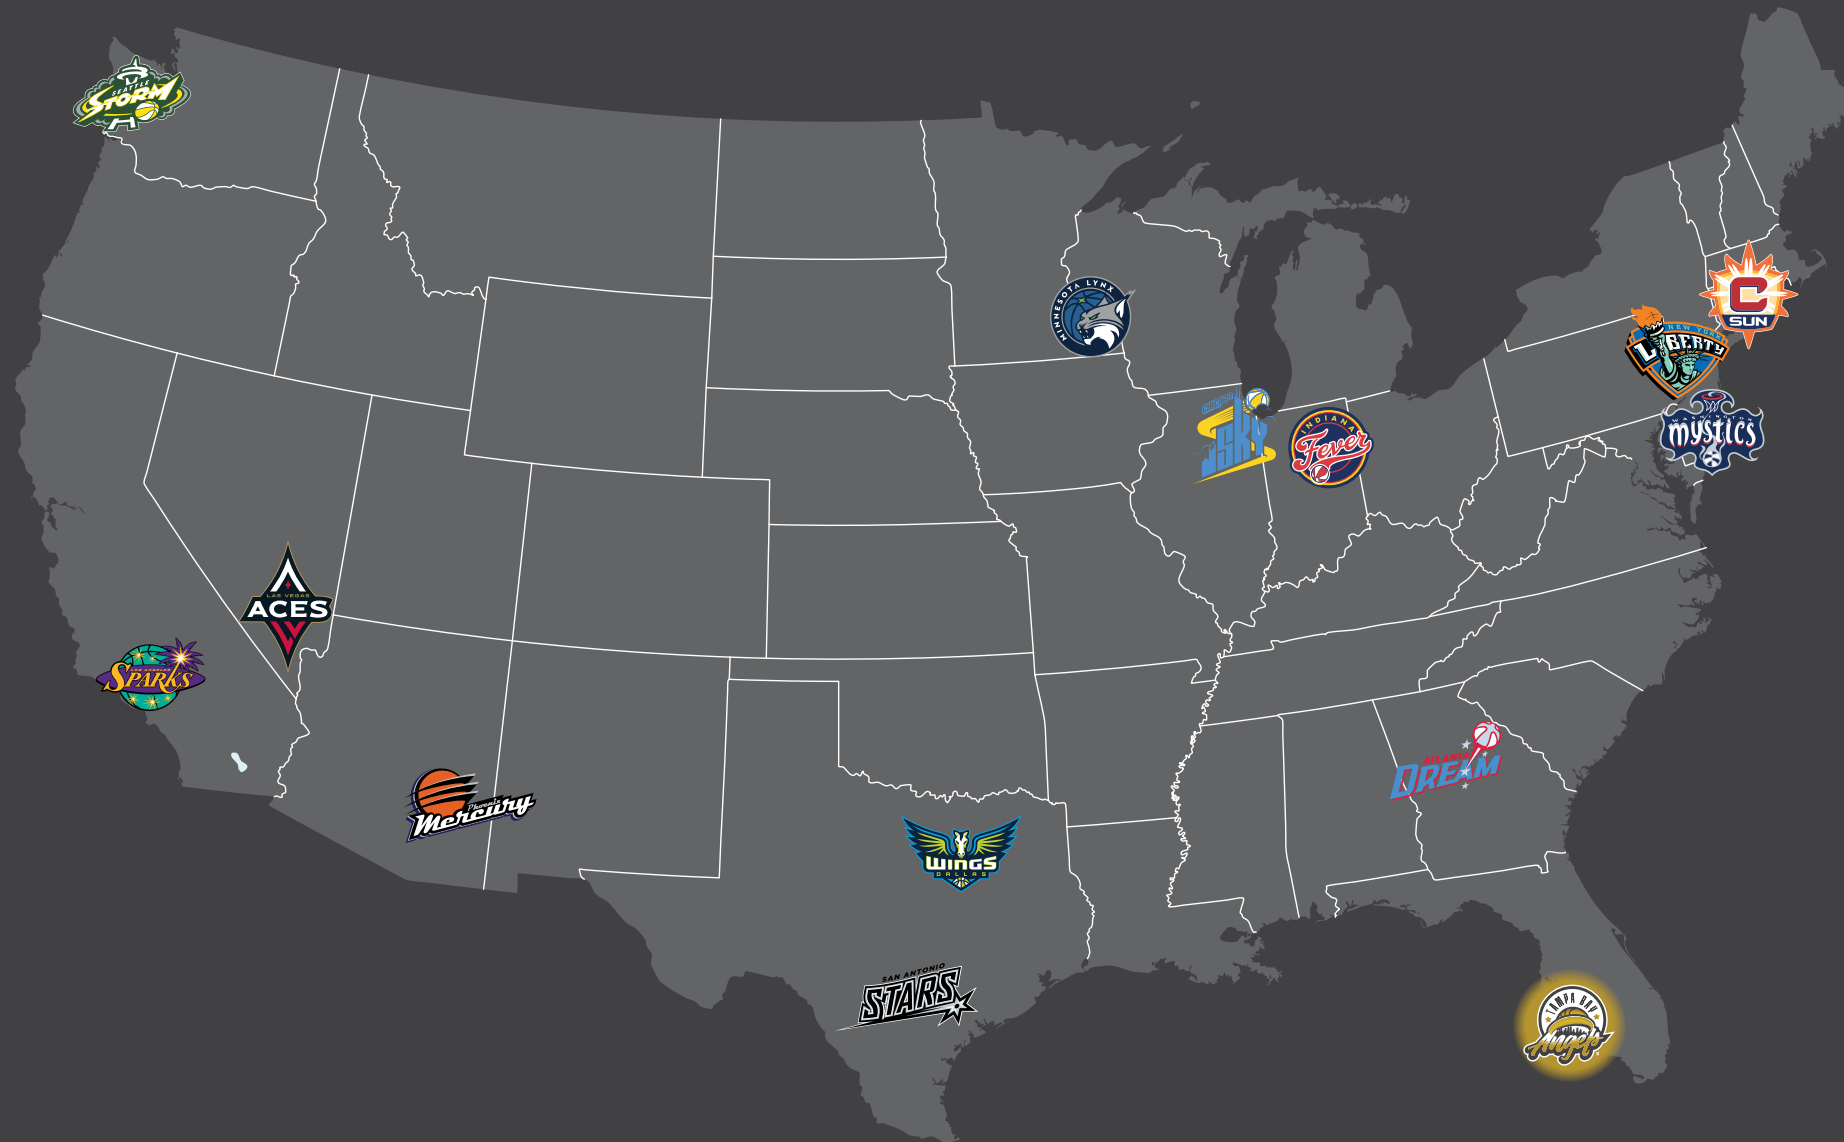 SEATTLE
STORM
MINNESOTA LYNX
C
SUN
NEW YORK
LIBERTY
WASHINGTON
mystics
CHICAGO
SKY
INDIANA
Fever
LAS VEGAS
ACES
LOS ANGELES
SPARKS
Phoenix
Mercury
ATLANTA
DREAM
WINGS
DALLAS
SAN ANTONIO
STARS
TAMPA BAY
Angels